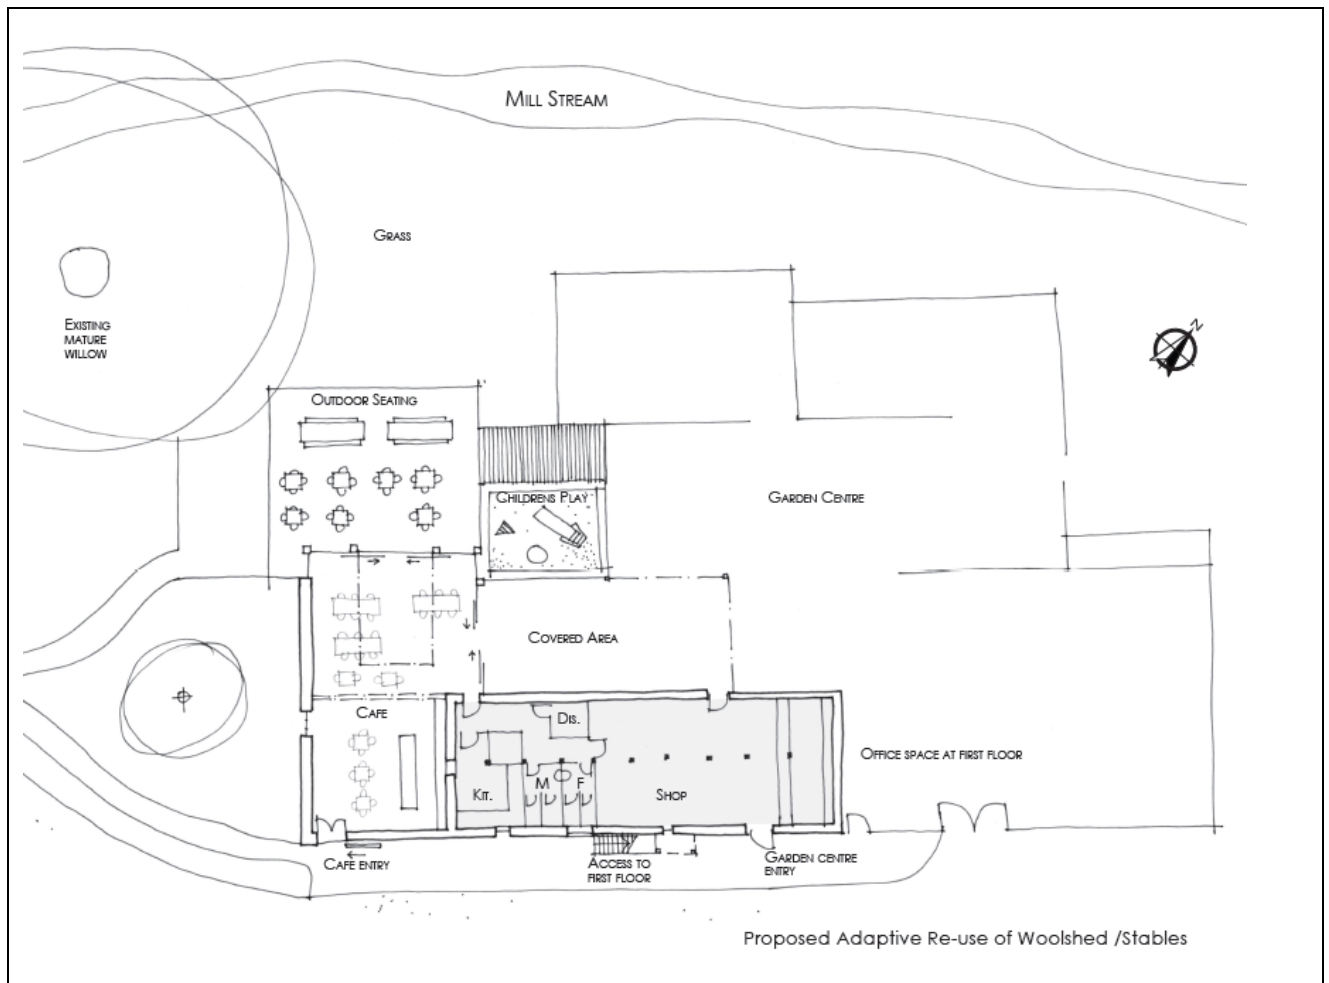 MILL STREAM
GRASS
EXISTING
MATURE
WILLOW
N
OUTDOOR SEATING
CHILDRENS PLAY
GARDEN CENTRE
COVERED AREA
CAFE
DIS.
OFFICE SPACE AT FIRST FLOOR
KIT.
M
F
SHOP
CAFE ENTRY
ACCESS TO
FIRST FLOOR
GARDEN CENTRE
ENTRY
Proposed Adaptive Re-use of Woolshed /Stables